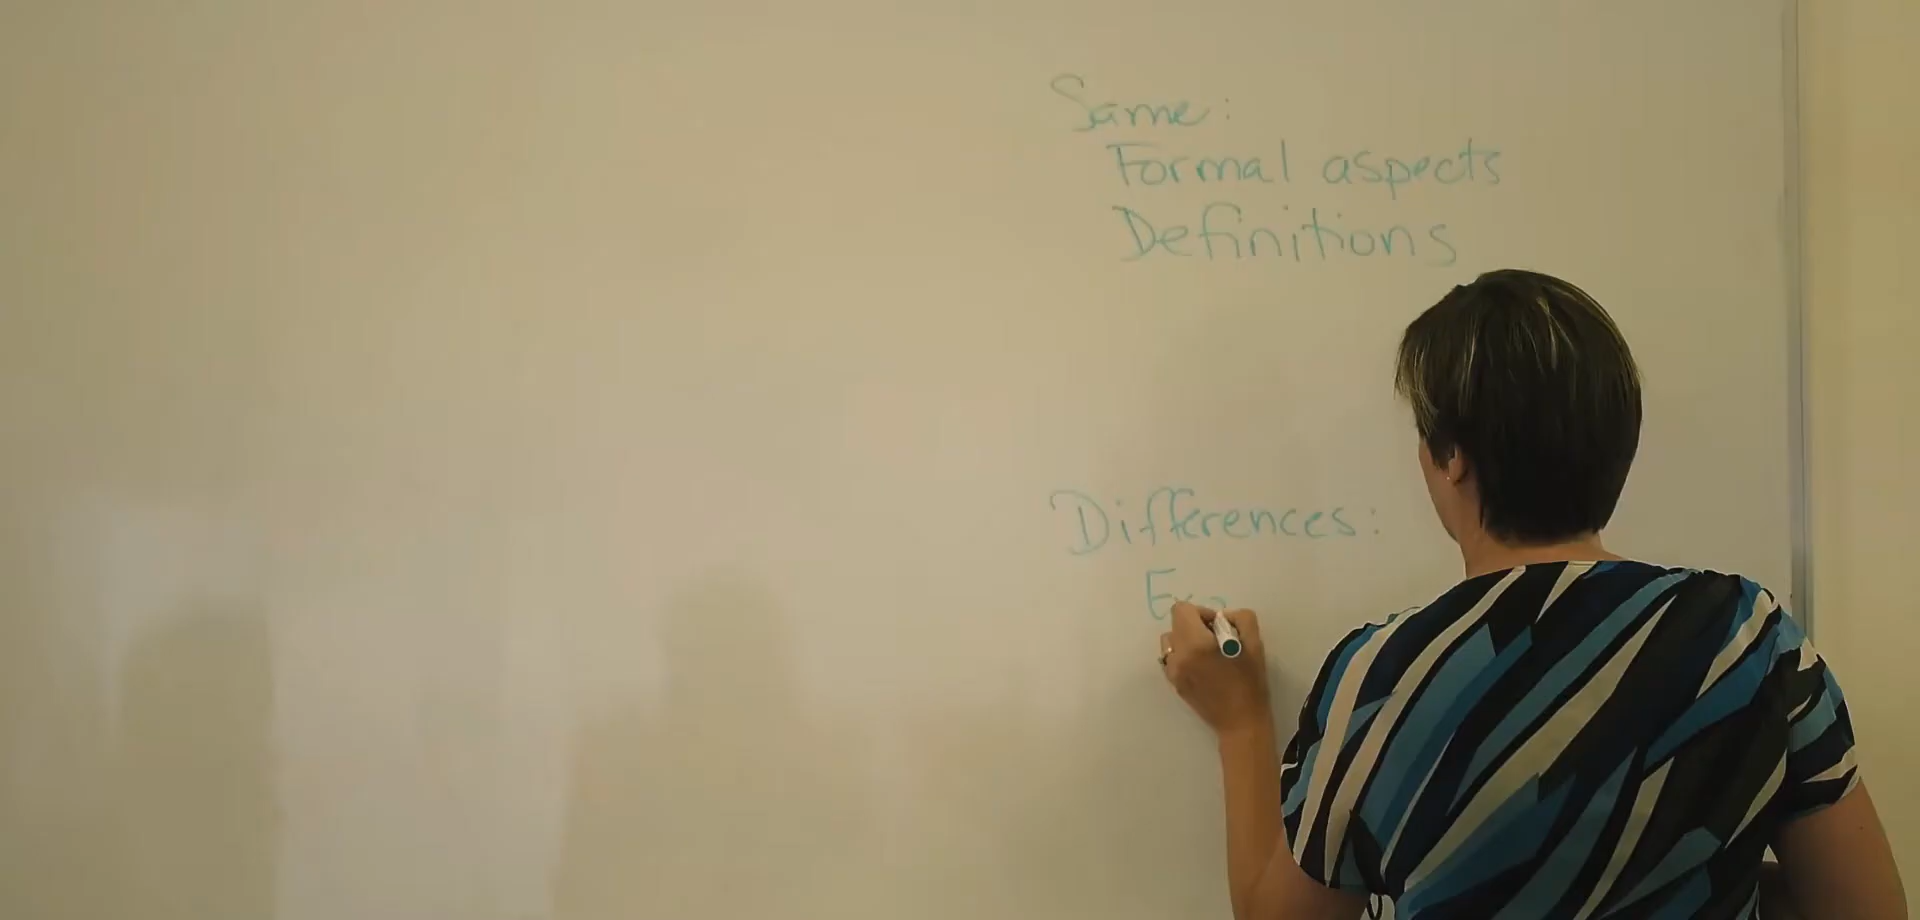 Same:
Formal aspects
Definitions
Differences: